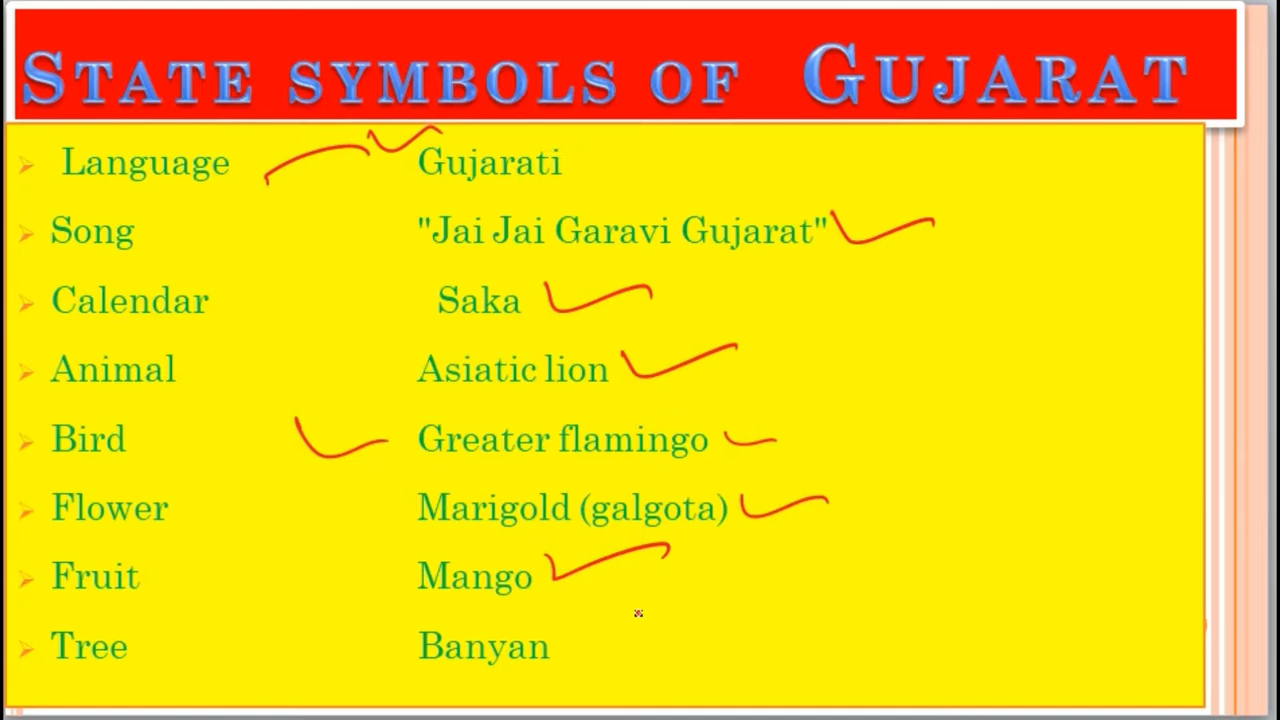 State symbols of Gujarat
Language Gujarati
Song "Jai Jai Garavi Gujarat"
Calendar Saka
Animal Asiatic lion
Bird Greater flamingo
Flower Marigold (galgota)
Fruit Mango
Tree Banyan